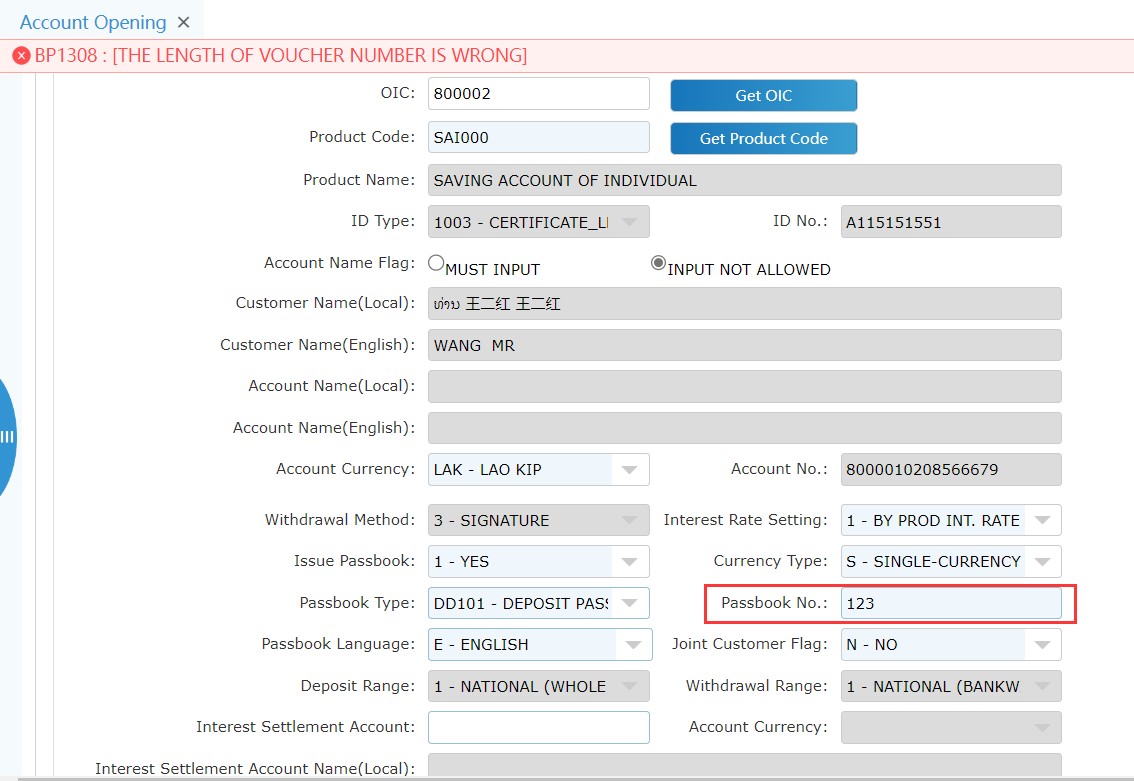 Account Opening
BP1308 : [THE LENGTH OF VOUCHER NUMBER IS WRONG]
OIC: 800002 Get OIC
Product Code: SAI000 Get Product Code
Product Name: SAVING ACCOUNT OF INDIVIDUAL
ID Type: 1003 - CERTIFICATE_LI ID No.: A115151551
Account Name Flag: MUST INPUT INPUT NOT ALLOWED
Customer Name(Local): ທ່ານ 王二红 王二红
Customer Name(English): WANG MR
Account Name(Local):
Account Name(English):
Account Currency: LAK - LAO KIP Account No.: 8000010208566679
Withdrawal Method: 3 - SIGNATURE Interest Rate Setting: 1 - BY PROD INT. RATE
Issue Passbook: 1 - YES Currency Type: S - SINGLE-CURRENCY
Passbook Type: DD101 - DEPOSIT PASS Passbook No.: 123
Passbook Language: E - ENGLISH Joint Customer Flag: N - NO
Deposit Range: 1 - NATIONAL (WHOLE Withdrawal Range: 1 - NATIONAL (BANKW
Interest Settlement Account: Account Currency:
Interest Settlement Account Name(Local):